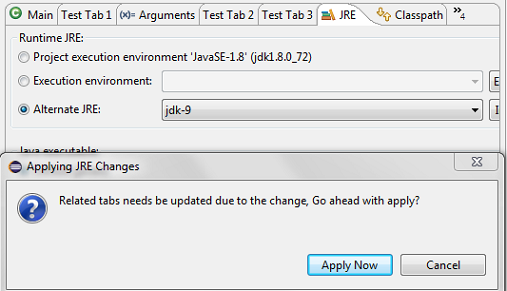 Main Test Tab 1 (x)= Arguments Test Tab 2 Test Tab 3 JRE Classpath »4
Runtime JRE:
Project execution environment 'JavaSE-1.8' (jdk1.8.0_72)
Execution environment: E
Alternate JRE: jdk-9
Java executable:
Applying JRE Changes
Related tabs needs be updated due to the change, Go ahead with apply?
Apply Now Cancel